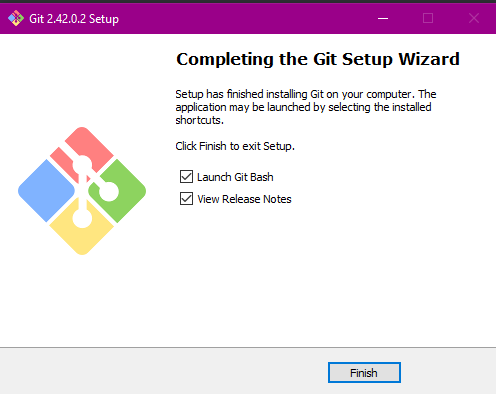 Git 2.42.0.2 Setup
Completing the Git Setup Wizard
Setup has finished installing Git on your computer. The
application may be launched by selecting the installed
shortcuts.
Click Finish to exit Setup.
Launch Git Bash
View Release Notes
Finish